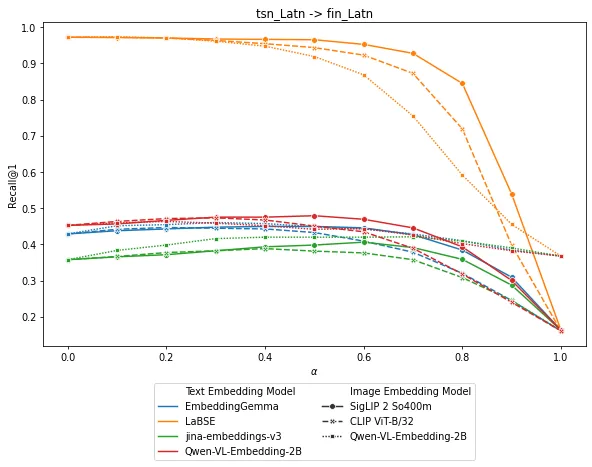 tsn_Latn -> fin_Latn
1.0
0.9
0.8
0.7
0.6
0.5
0.4
0.3
0.2
Recall@1
0.0 0.2 0.4 0.6 0.8 1.0
α
Text Embedding Model Image Embedding Model
EmbeddingGemma SigLIP 2 So400m
LaBSE CLIP ViT-B/32
jina-embeddings-v3 Qwen-VL-Embedding-2B
Qwen-VL-Embedding-2B